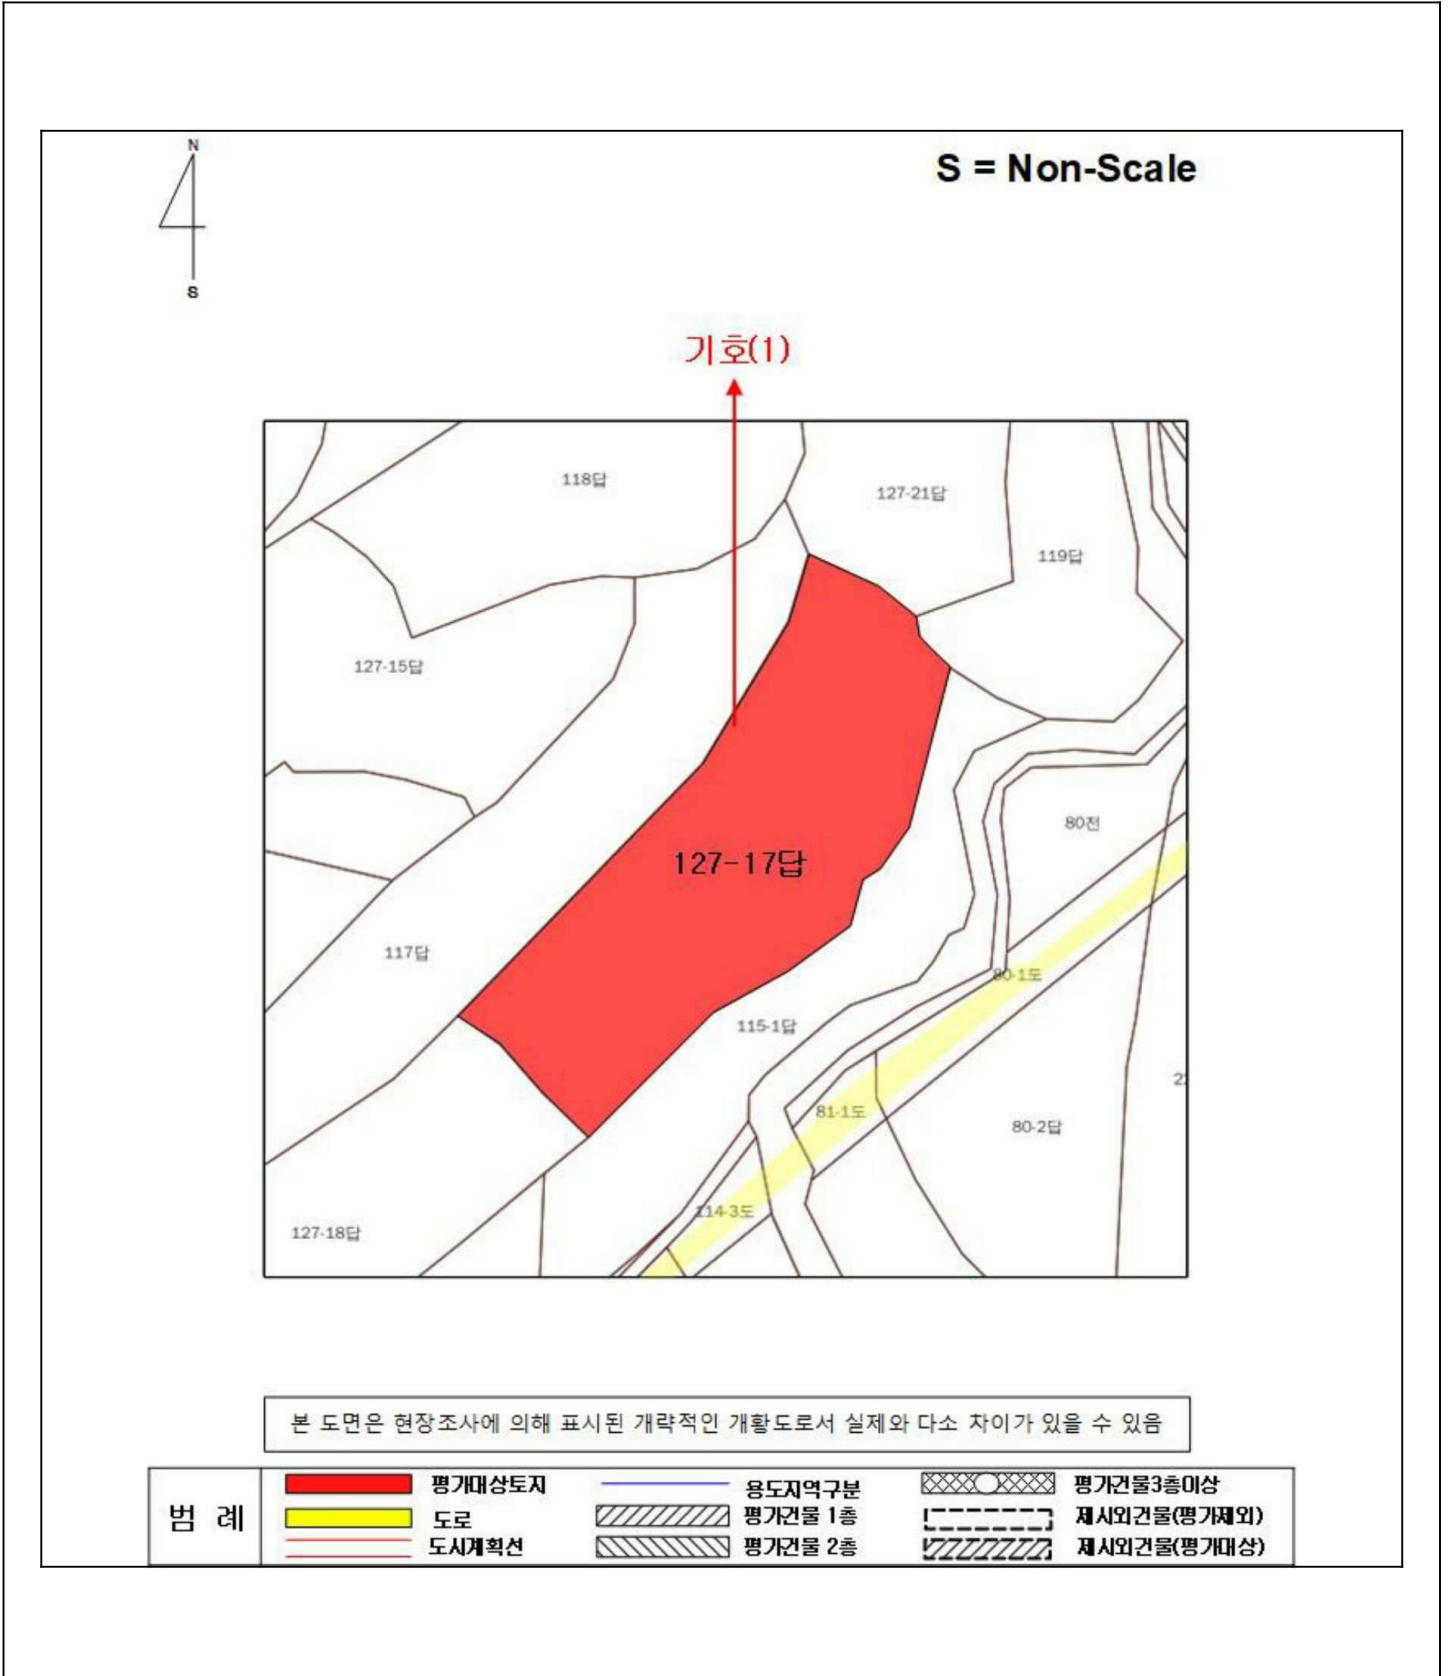 N
S = Non-Scale
S
기호(1)
118답
127-21답
119답
127-15답
80전
127-17답
117답
80-1도
115-1답
81-1도
80-2답
114-3도
127-18답
본 도면은 현장조사에 의해 표시된 개략적인 개황도로서 실제와 다소 차이가 있을 수 있음
범 례
평가대상토지
용도지역구분
평가건물3층이상
도로
평가건물 1층
제시외건물(평가제외)
도시계획선
평가건물 2층
제시외건물(평가대상)